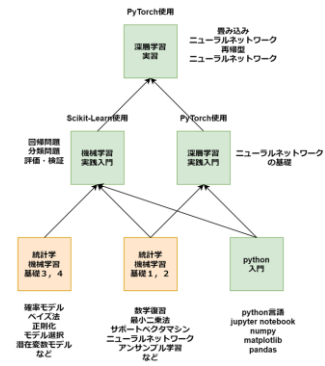 PyTorch使用
深層学習
実習
畳み込み
ニューラルネットワーク
再帰型
ニューラルネットワーク
Scikit-Learn使用
PyTorch使用
回帰問題
分類問題
評価・検証
機械学習
実践入門
深層学習
実践入門
ニューラルネットワーク
の基礎
統計学
機械学習
基礎3,4
統計学
機械学習
基礎1,2
python
入門
確率モデル
ベイズ法
正則化
モデル選択
潜在変数モデル
など
数学復習
最小二乗法
サポートベクタマシン
ニューラルネットワーク
アンサンブル学習
など
python言語
jupyter notebook
numpy
matplotlib
pandas